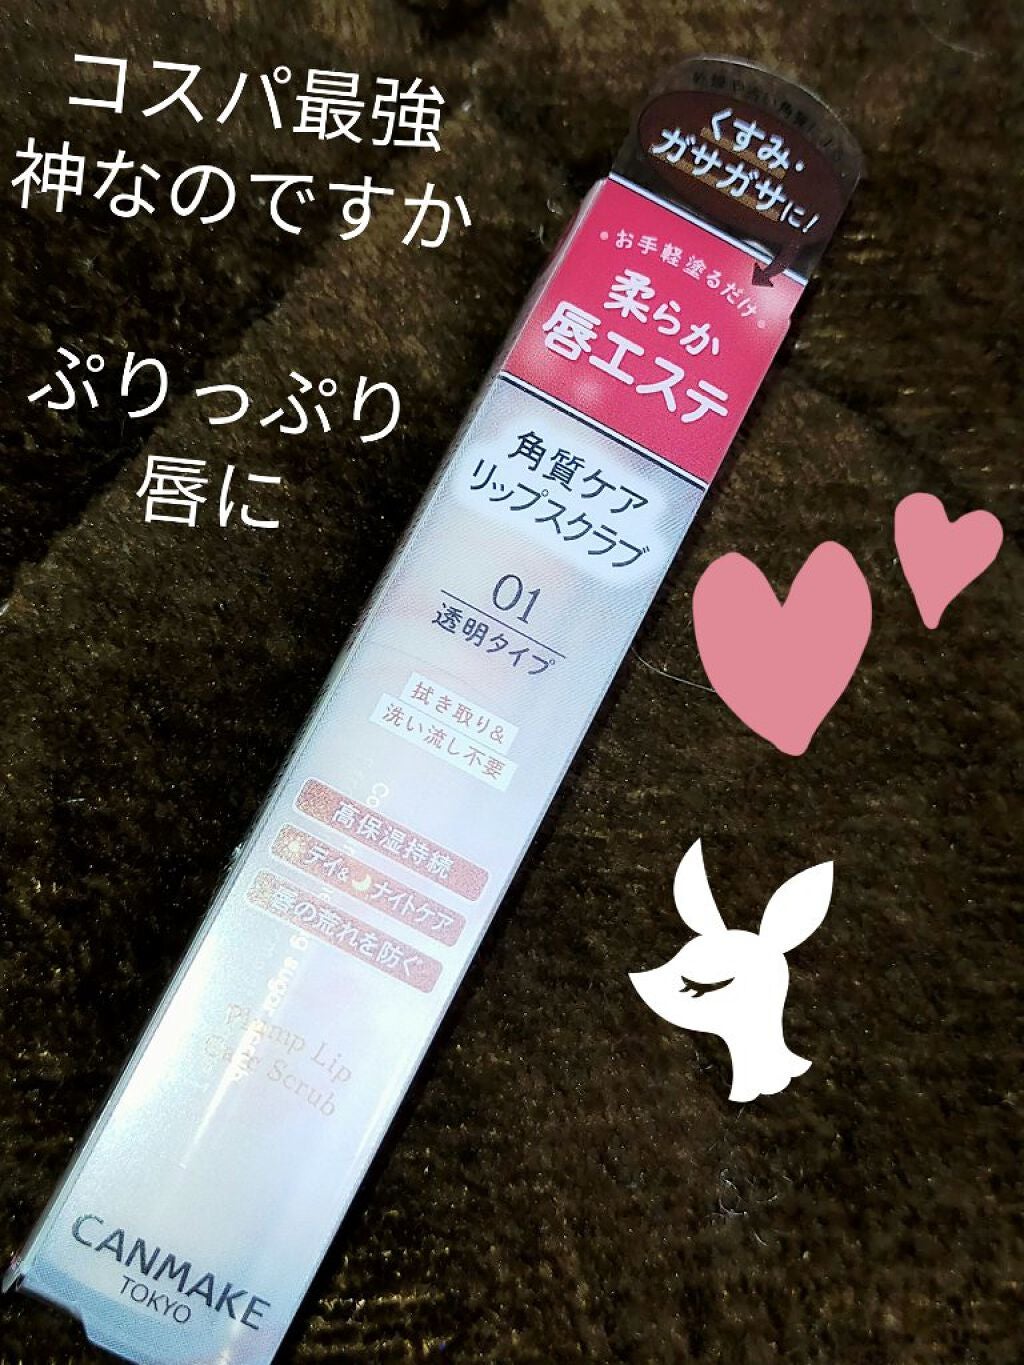 コスパ最強
神なのですか
ぷりっぷり
唇に
くすみ・
ガサガサに!
お手軽塗るだけ
柔らか
唇エステ
角質ケア
リップスクラブ
01
透明タイプ
拭き取り&
洗い流し不要
高保湿持続
デイ&ナイトケア
唇の荒れを防ぐ
Plump Lip
Care Scrub
CANMAKE
TOKYO